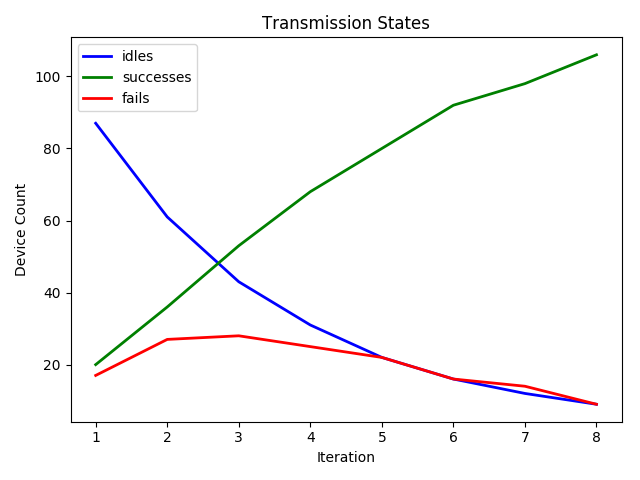 Transmission States
idles
successes
fails
Device Count
100
80
60
40
20
1 2 3 4 5 6 7 8
Iteration